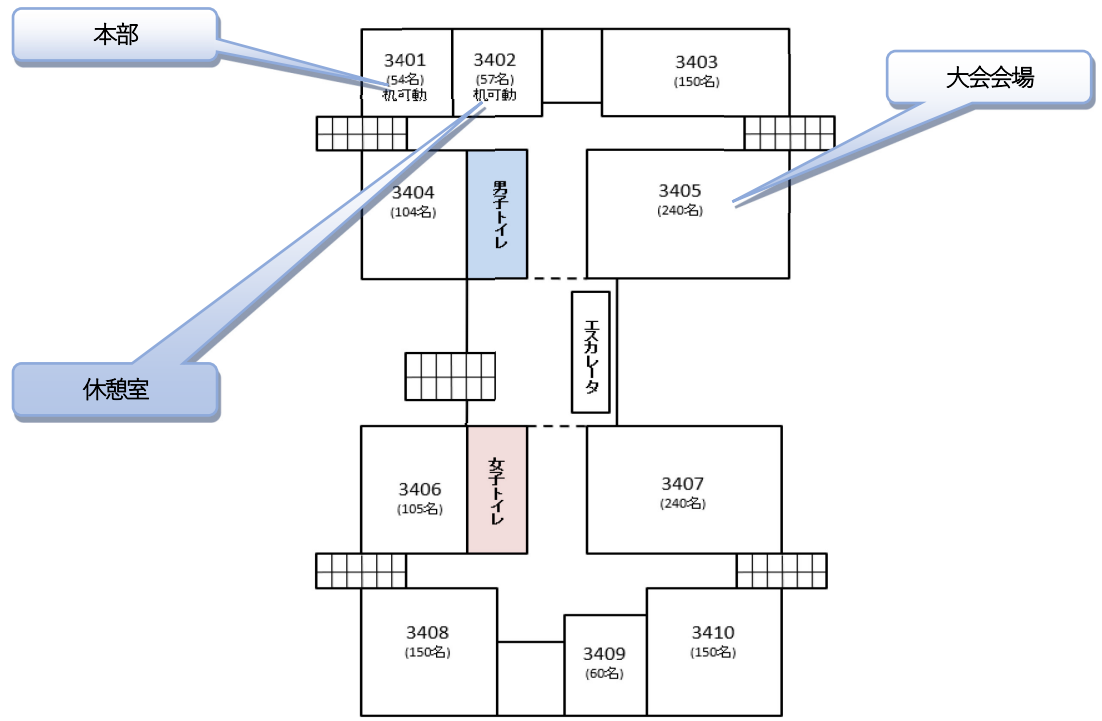 本部
3401
(54名)
机可動
3402
(57名)
机可動
3403
(150名)
大会会場
3404
(104名)
男子トイレ
3405
(240名)
エスカレータ
休憩室
3406
(105名)
女子トイレ
3407
(240名)
3408
(150名)
3409
(60名)
3410
(150名)